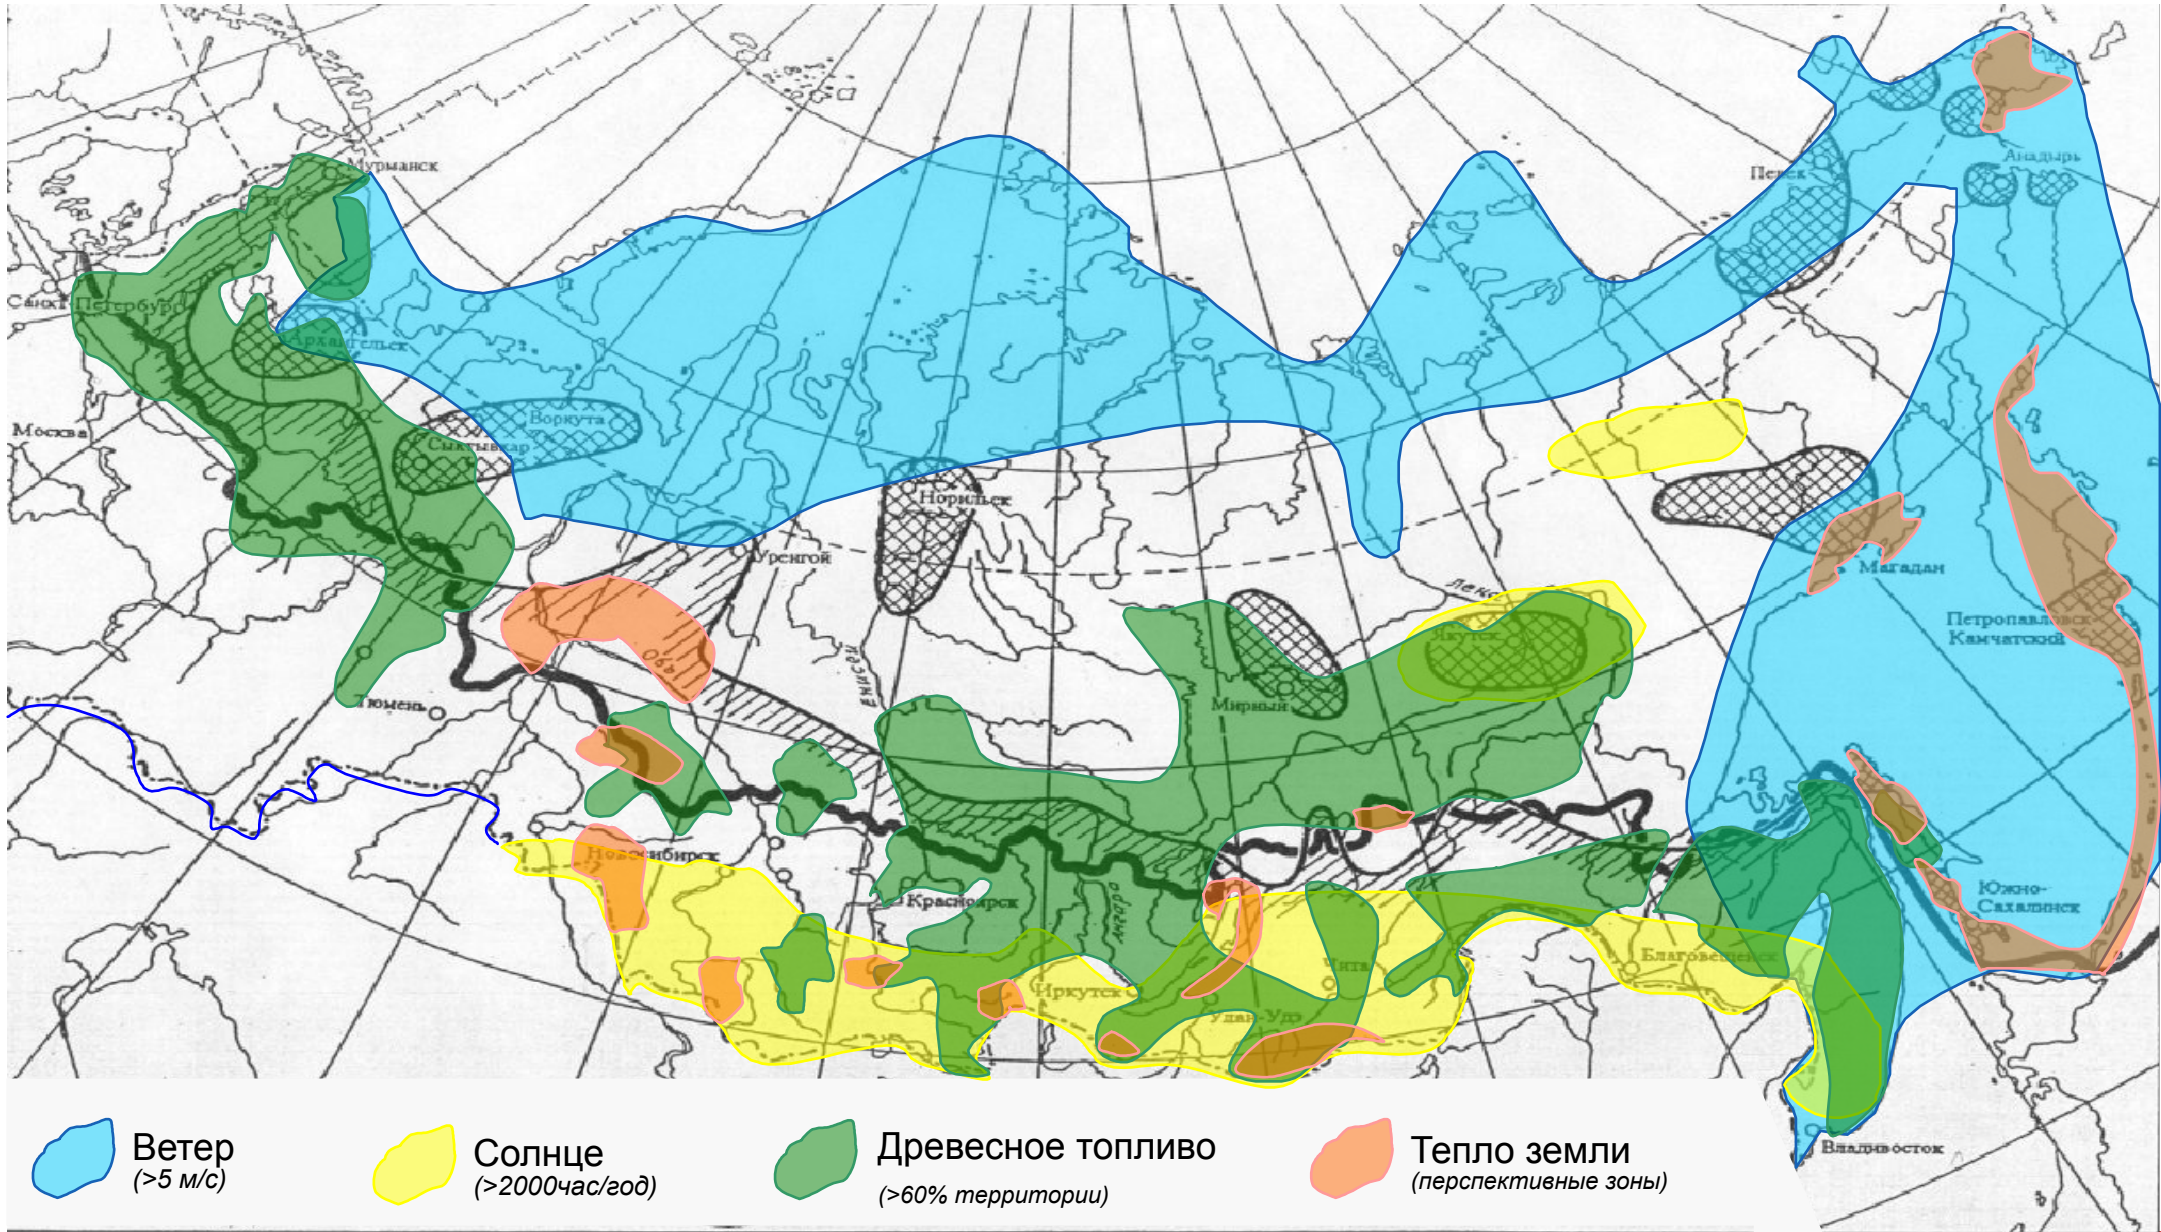 Мурманск
Анадырь
Певек
Санкт-Петербург
Архангельск
Воркута
Москва
Сыктывкар
Норильск
Уренгой
Магадан
Лена
Петропавловск-
Камчатский
Якутск
Обь
Енисей
Тюмень
Мирный
Новосибирск
Красноярск
Ангара
Южно-
Сахалинск
Чита
Благовещенск
Иркутск
Улан-Удэ
Владивосток
Ветер
(>5 м/с)
Солнце
(>2000час/год)
Древесное топливо
(>60% территории)
Тепло земли
(перспективные зоны)